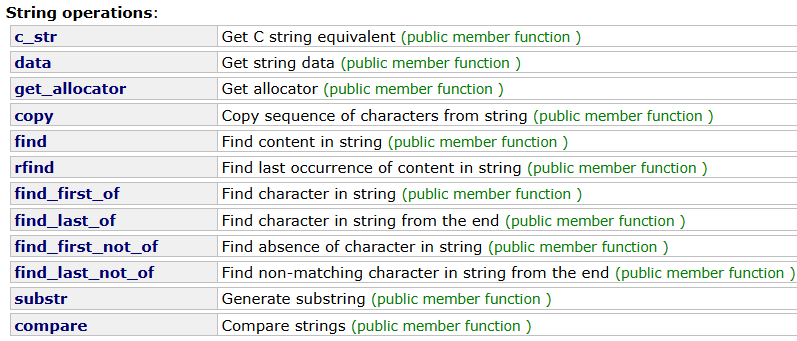 String operations:
c_str Get C string equivalent (public member function )
data Get string data (public member function )
get_allocator Get allocator (public member function )
copy Copy sequence of characters from string (public member function )
find Find content in string (public member function )
rfind Find last occurrence of content in string (public member function )
find_first_of Find character in string (public member function )
find_last_of Find character in string from the end (public member function )
find_first_not_of Find absence of character in string (public member function )
find_last_not_of Find non-matching character in string from the end (public member function )
substr Generate substring (public member function )
compare Compare strings (public member function )